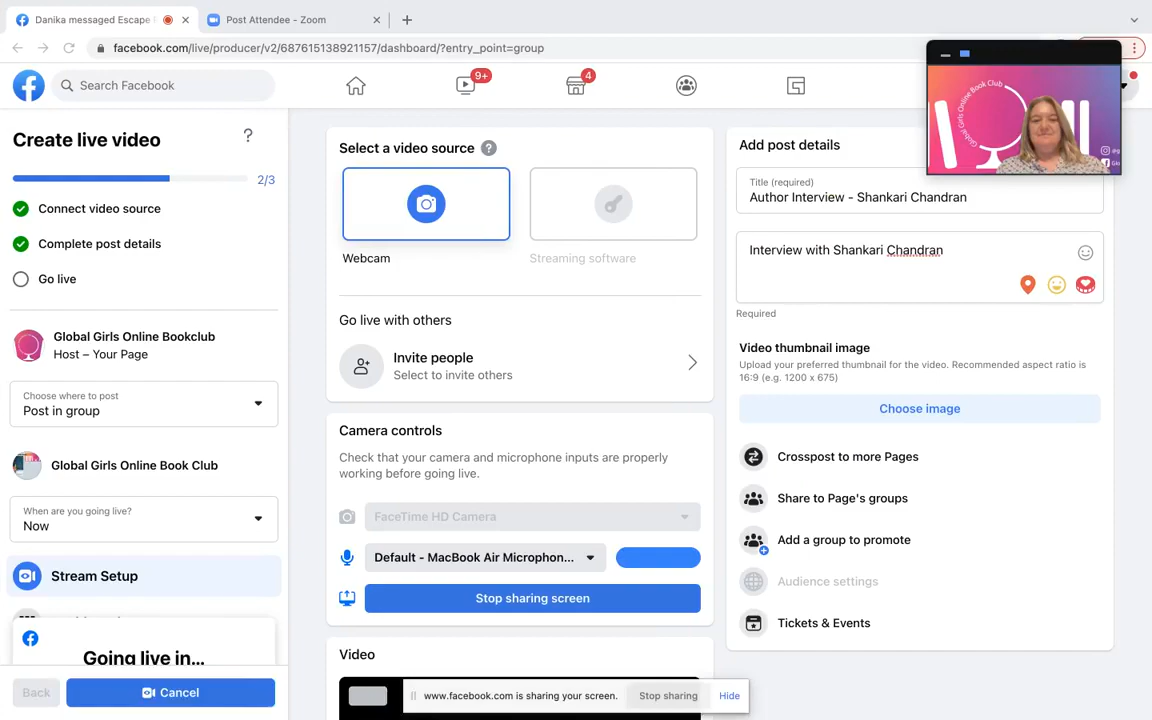 Danika messaged Escape
Post Attendee - Zoom
facebook.com/live/producer/v2/687615138921157/dashboard/?entry_point=group
Search Facebook
9+
4
Create live video
?
2/3
Connect video source
Complete post details
Go live
Global Girls Online Bookclub
Host – Your Page
Choose where to post
Post in group
Global Girls Online Book Club
When are you going live?
Now
Stream Setup
Going live in...
Back
Cancel
Select a video source
?
Webcam
Streaming software
Go live with others
Invite people
Select to invite others
Camera controls
Check that your camera and microphone inputs are properly
working before going live.
FaceTime HD Camera
Default - MacBook Air Microphon...
Stop sharing screen
Video
www.facebook.com is sharing your screen.
Stop sharing
Hide
Add post details
Title (required)
Author Interview - Shankari Chandran
Interview with Shankari Chandran
Required
Video thumbnail image
Upload your preferred thumbnail for the video. Recommended aspect ratio is
16:9 (e.g. 1200 x 675)
Choose image
Crosspost to more Pages
Share to Page's groups
Add a group to promote
Audience settings
Tickets & Events
Global Girls Online Book Club